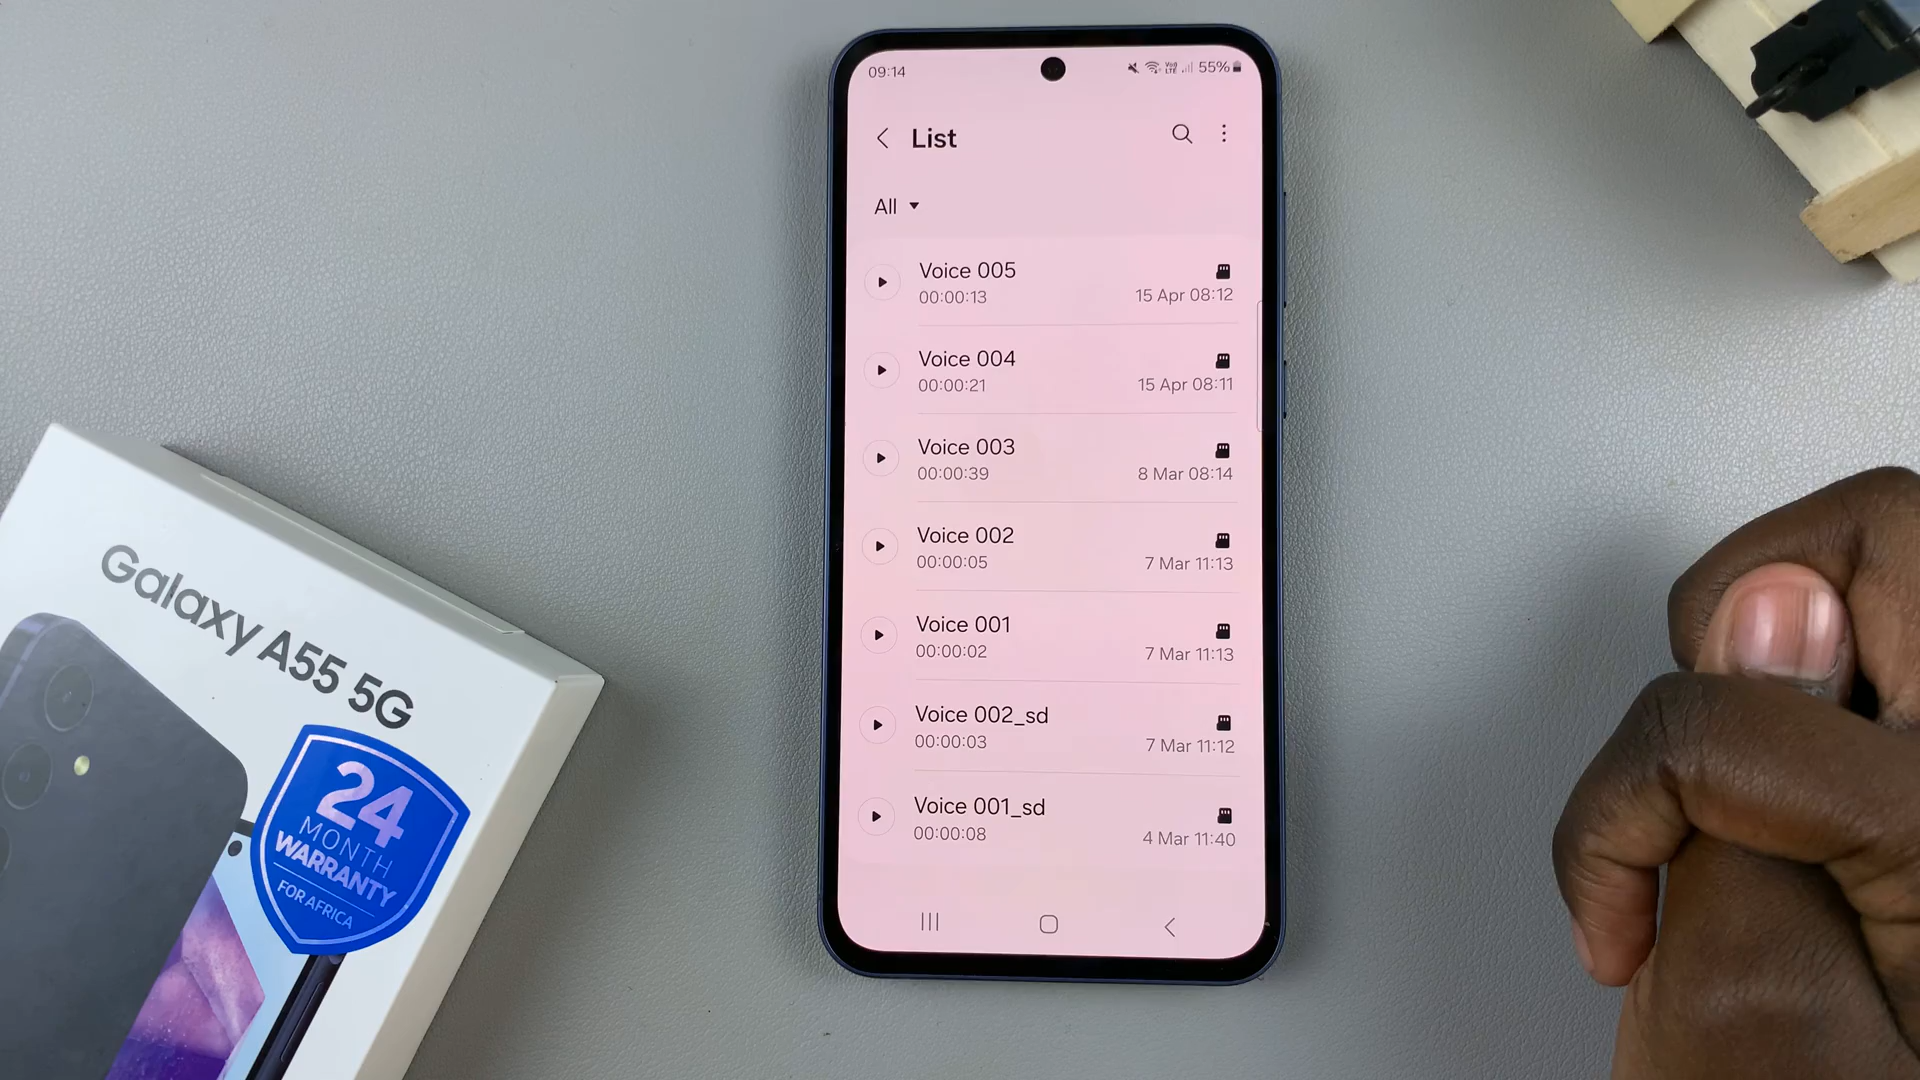 09:14
VoD LTE 55%
List
All
Voice 005
00:00:13
15 Apr 08:12
Voice 004
00:00:21
15 Apr 08:11
Voice 003
00:00:39
8 Mar 08:14
Voice 002
00:00:05
7 Mar 11:13
Voice 001
00:00:02
7 Mar 11:13
Voice 002_sd
00:00:03
7 Mar 11:12
Voice 001_sd
00:00:08
4 Mar 11:40
Galaxy A55 5G
24
MONTH
WARRANTY
FOR AFRICA